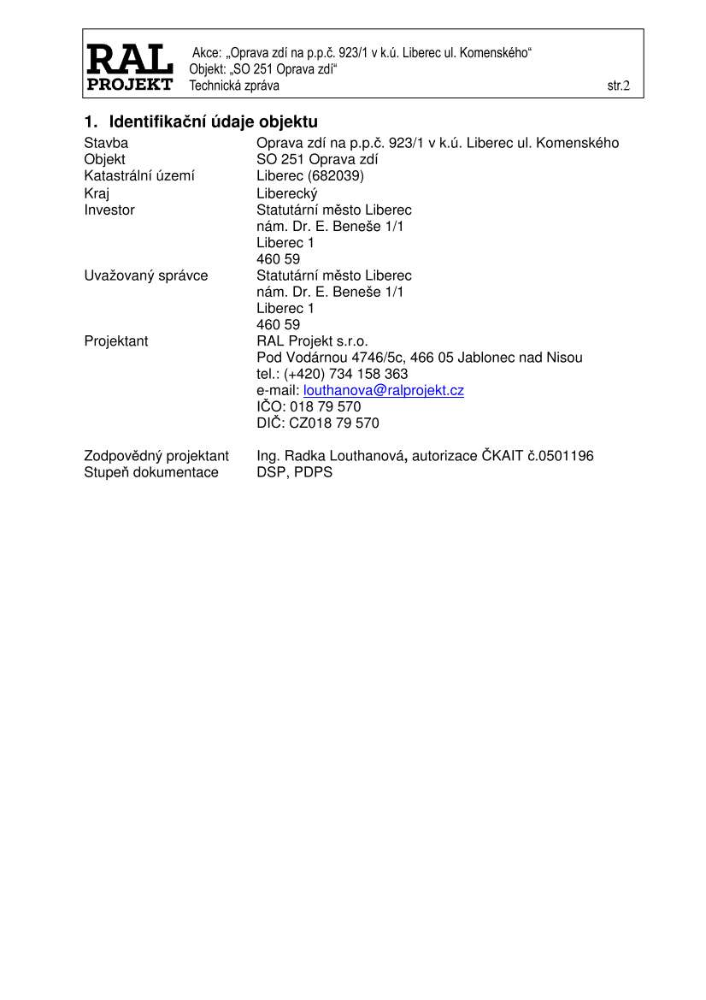 RAL
PROJEKT
Akce: „Oprava zdí na p.p.č. 923/1 v k.ú. Liberec ul. Komenského“
Objekt: „SO 251 Oprava zdí“
Technická zpráva str.2
1. Identifikační údaje objektu
Stavba Oprava zdí na p.p.č. 923/1 v k.ú. Liberec ul. Komenského
Objekt SO 251 Oprava zdí
Katastrální území Liberec (682039)
Kraj Liberecký
Investor Statutární město Liberec
nám. Dr. E. Beneše 1/1
Liberec 1
460 59
Uvažovaný správce Statutární město Liberec
nám. Dr. E. Beneše 1/1
Liberec 1
460 59
Projektant RAL Projekt s.r.o.
Pod Vodárnou 4746/5c, 466 05 Jablonec nad Nisou
tel.: (+420) 734 158 363
e-mail: louthanova@ralprojekt.cz
IČO: 018 79 570
DIČ: CZ018 79 570
Zodpovědný projektant Ing. Radka Louthanová, autorizace ČKAIT č.0501196
Stupeň dokumentace DSP, PDPS